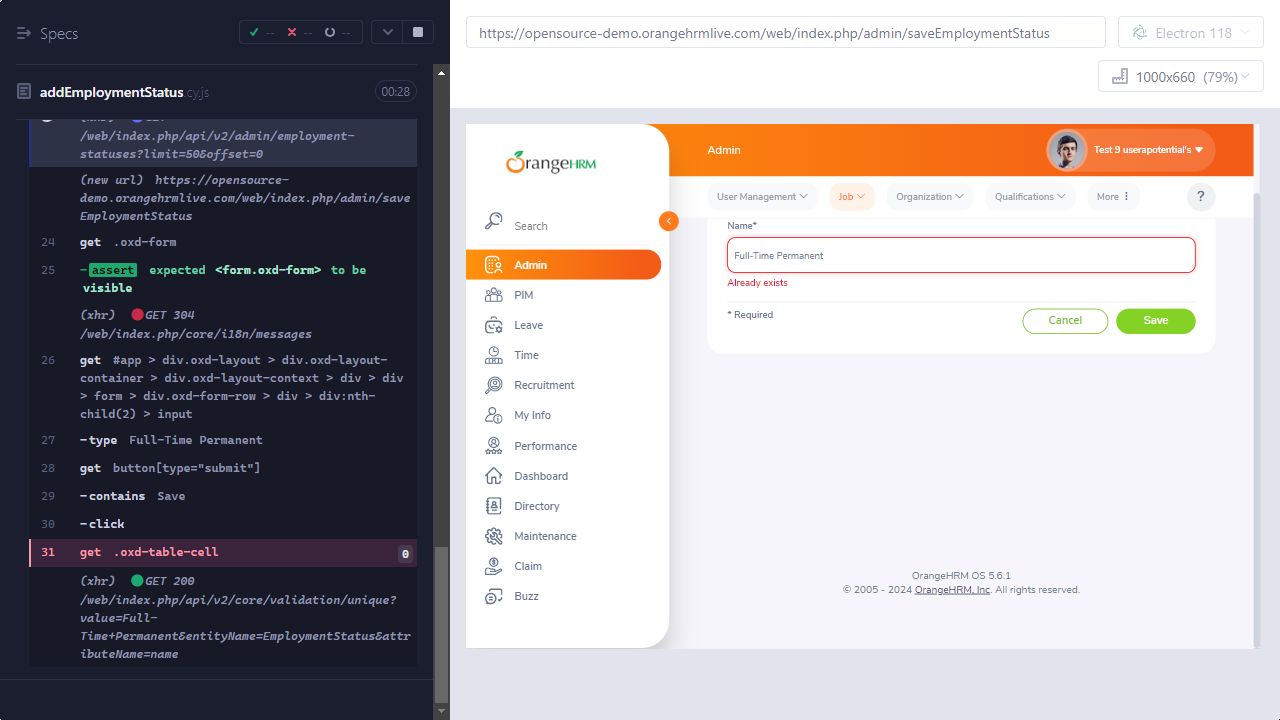 Specs
-- -- --
addEmploymentStatus cy.js
00:28
/web/index.php/api/v2/admin/employment-
statuses?limit=50&offset=0
(new url) https://opensource-
demo.orangehrmlive.com/web/index.php/admin/save
EmploymentStatus
24 get .oxd-form
25 -assert expected <form.oxd-form> to be
visible
(xhr) GET 304
/web/index.php/core/i18n/messages
26 get #app > div.oxd-layout > div.oxd-layout-
container > div.oxd-layout-context > div > div
> form > div.oxd-form-row > div > div:nth-
child(2) > input
27 -type Full-Time Permanent
28 get button[type="submit"]
29 -contains Save
30 -click
31 get .oxd-table-cell 0
(xhr) GET 200
/web/index.php/api/v2/core/validation/unique?
value=Full-
Time+Permanent&entityName=EmploymentStatus&attr
ibuteName=name
https://opensource-demo.orangehrmlive.com/web/index.php/admin/saveEmploymentStatus
Electron 118
1000x660 (79%)
OrangeHRM
Search
Admin
PIM
Leave
Time
Recruitment
My Info
Performance
Dashboard
Directory
Maintenance
Claim
Buzz
Admin
Test 9 userapotential's
User Management
Job
Organization
Qualifications
More
?
Name*
Full-Time Permanent
Already exists
* Required
Cancel
Save
OrangeHRM OS 5.6.1
© 2005 - 2024 OrangeHRM, Inc. All rights reserved.